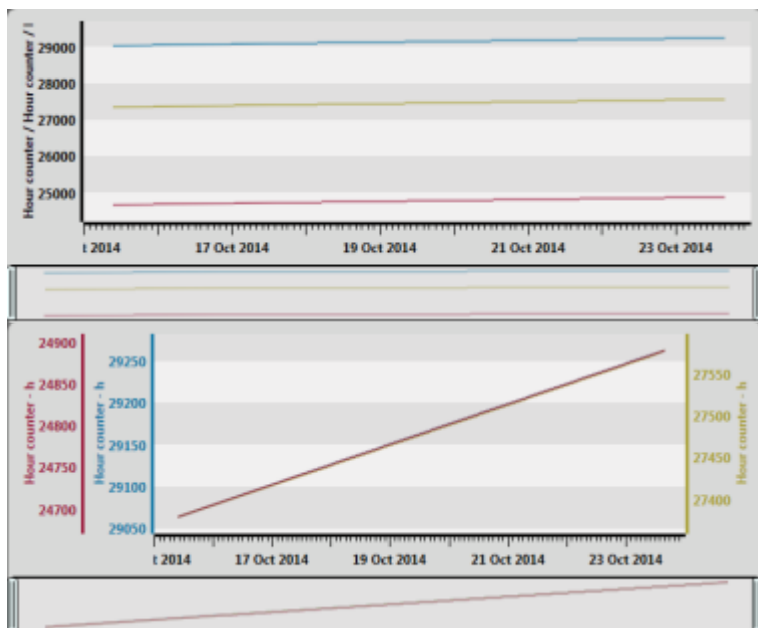 Hour counter / Hour counter / l
29000
28000
27000
26000
25000
t 2014
17 Oct 2014
19 Oct 2014
21 Oct 2014
23 Oct 2014
Hour counter - h
24900
24850
24800
24750
24700
Hour counter - h
29250
29200
29150
29100
29050
27550
27500
27450
27400
Hour counter - h
t 2014
17 Oct 2014
19 Oct 2014
21 Oct 2014
23 Oct 2014